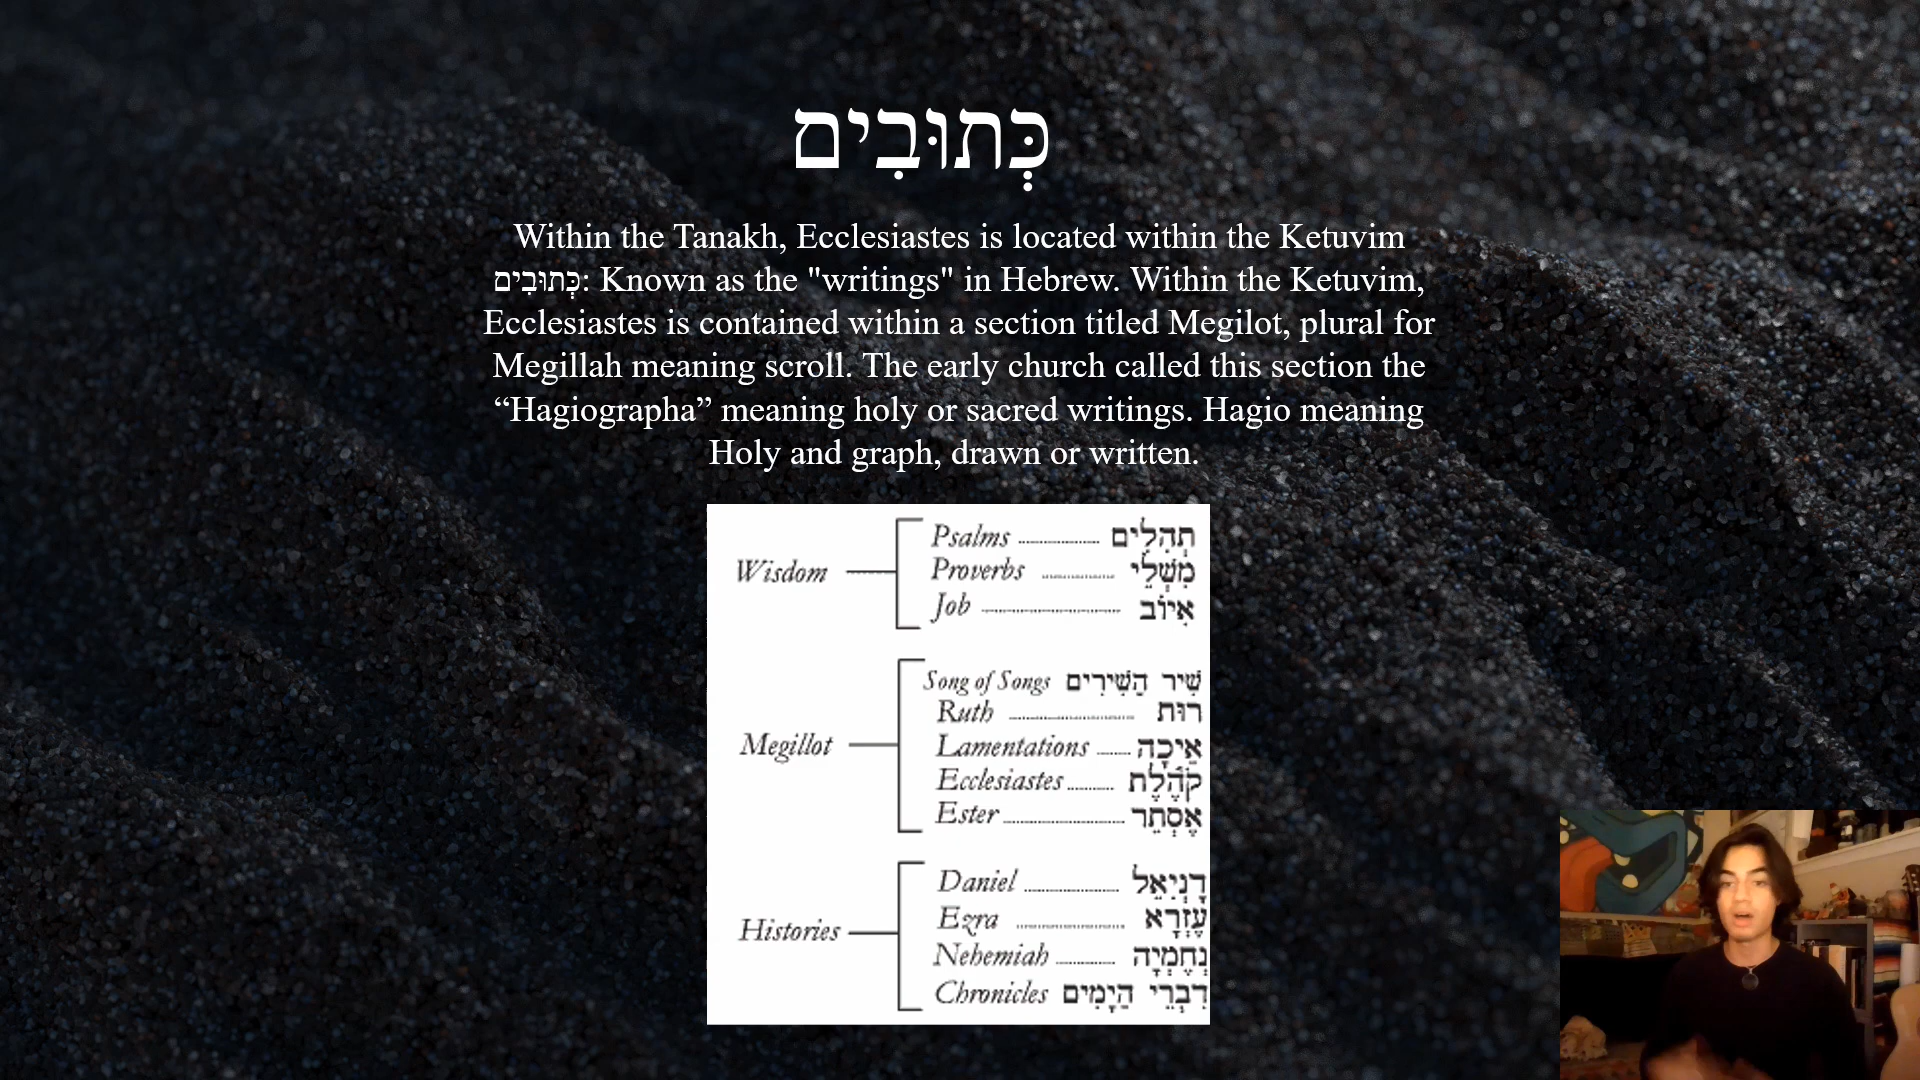 כְּתוּבִים
Within the Tanakh, Ecclesiastes is located within the Ketuvim
כְּתוּבִים: Known as the "writings" in Hebrew. Within the Ketuvim,
Ecclesiastes is contained within a section titled Megilot, plural for
Megillah meaning scroll. The early church called this section the
“Hagiographa” meaning holy or sacred writings. Hagio meaning
Holy and graph, drawn or written.
Wisdom
Psalms תְהִלִים
Proverbs מִשְׁלֵי
Job אִיוֹב
Megillot
Song of Songs שִׁיר הַשִׁירִים
Ruth רוּת
Lamentations אֵיכָה
Ecclesiastes קֹהֶלֶת
Ester אֶסְתֵר
Histories
Daniel דָנִיֵאל
Ezra עֶזְרָא
Nehemiah נְחֶמְיָה
Chronicles דִבְרֵי הַיָמִים